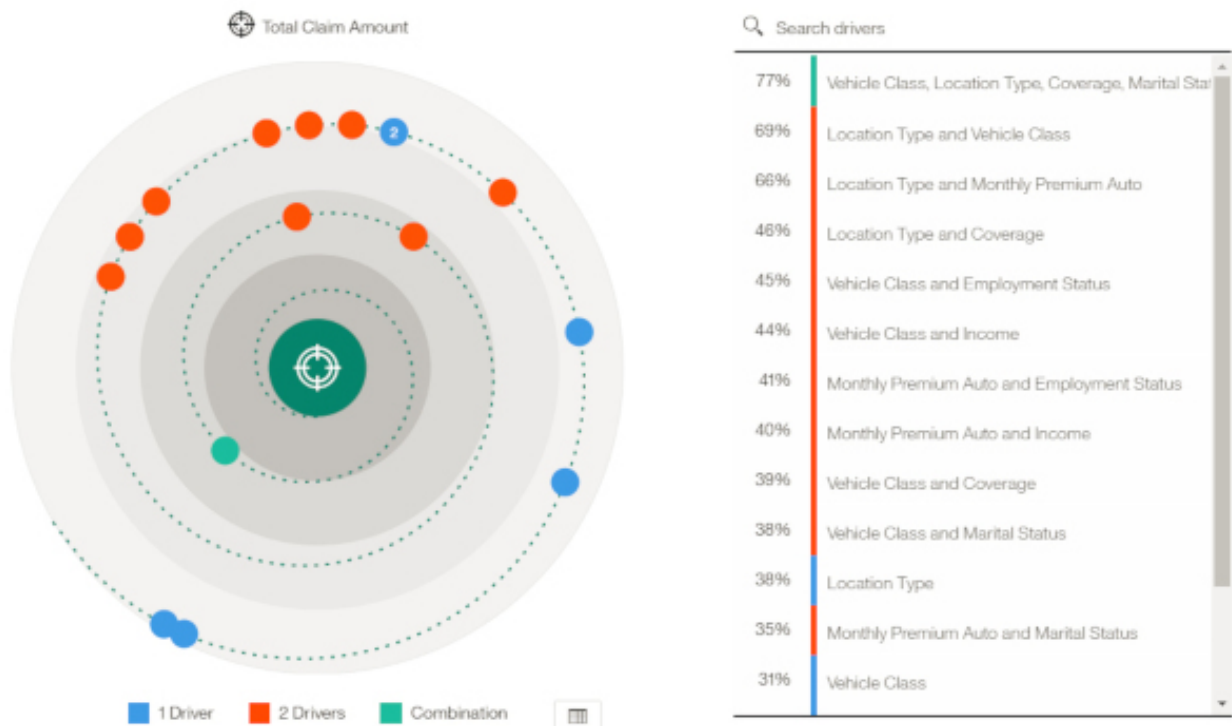 Total Claim Amount
2
1 Driver
2 Drivers
Combination
Search drivers
77% Vehicle Class, Location Type, Coverage, Marital Sta
69% Location Type and Vehicle Class
66% Location Type and Monthly Premium Auto
46% Location Type and Coverage
45% Vehicle Class and Employment Status
44% Vehicle Class and Income
41% Monthly Premium Auto and Employment Status
40% Monthly Premium Auto and Income
39% Vehicle Class and Coverage
38% Vehicle Class and Marital Status
38% Location Type
35% Monthly Premium Auto and Marital Status
31% Vehicle Class